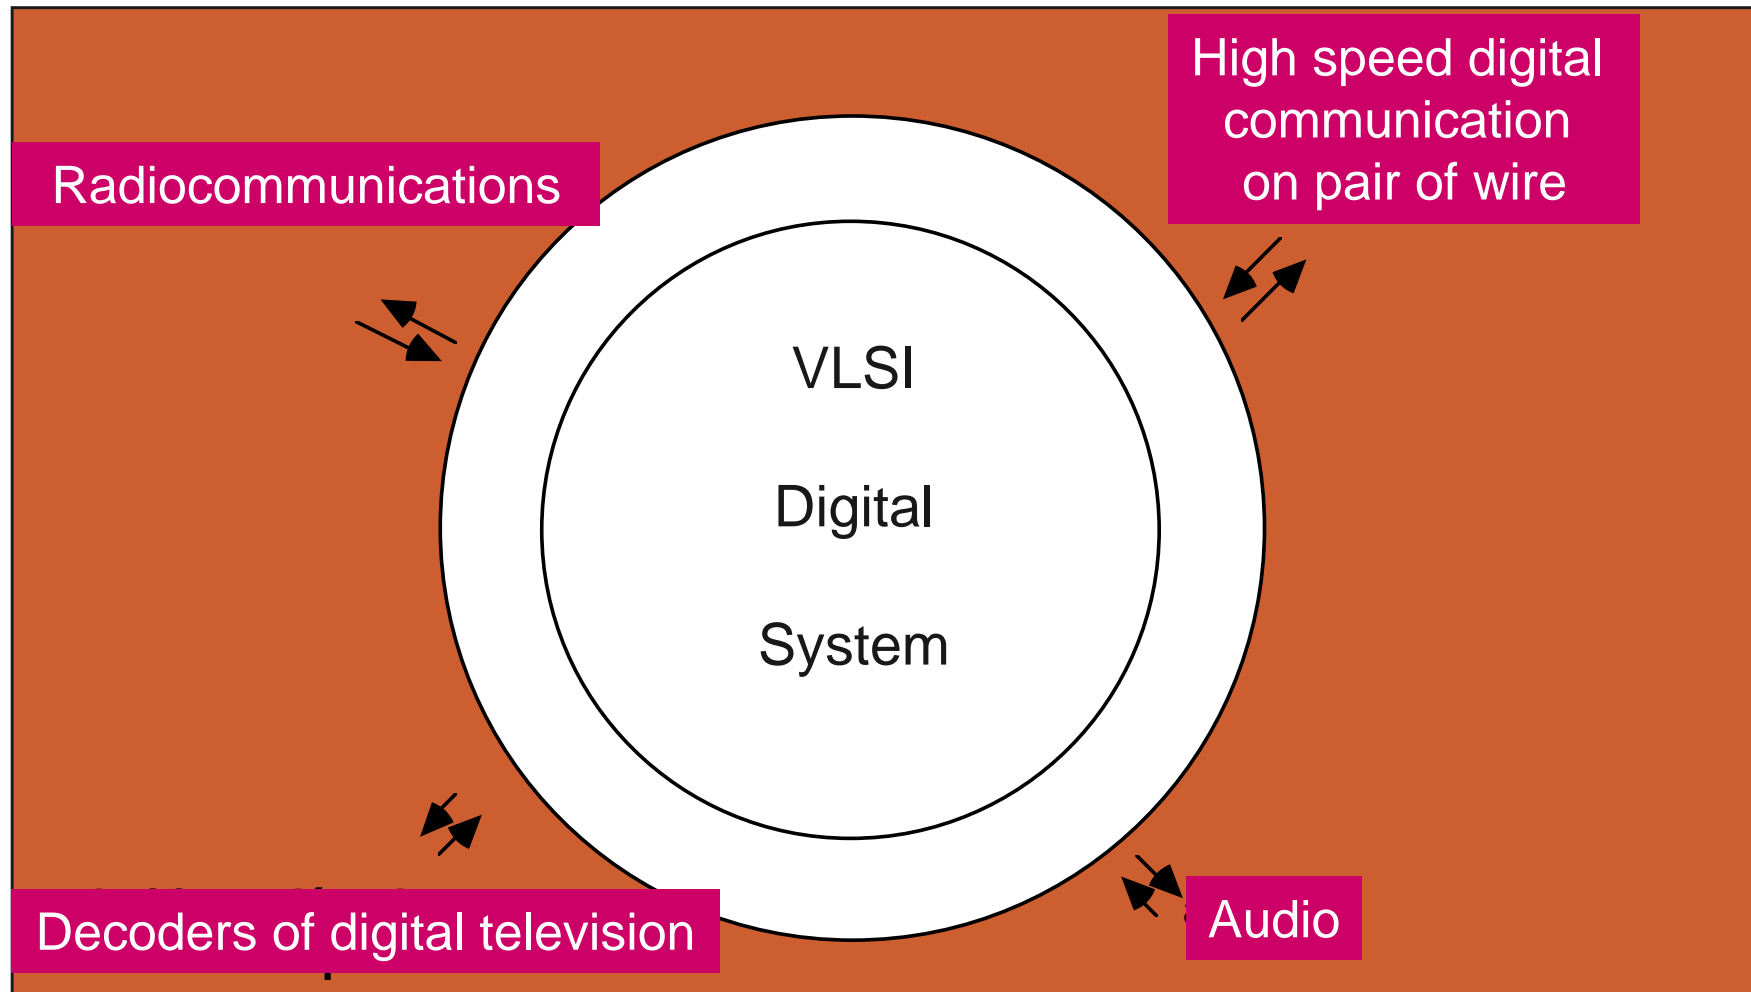 High speed digital
communication
on pair of wire
Radiocommunications
VLSI
Digital
System
Decoders of digital television
Audio